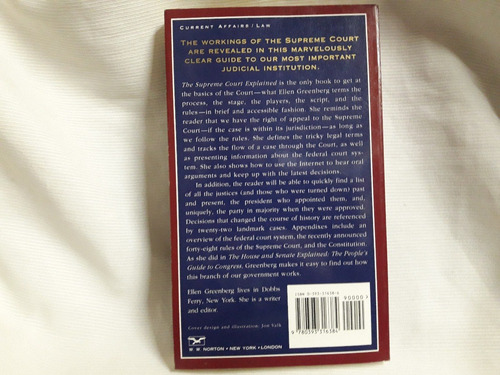 CURRENT AFFAIRS / LAW
THE WORKINGS OF THE SUPREME COURT
ARE REVEALED IN THIS MARVELOUSLY
CLEAR GUIDE TO OUR MOST IMPORTANT
JUDICIAL INSTITUTION.
The Supreme Court Explained is the only book to get at
the basics of the Court—what Ellen Greenberg terms the
process, the stage, the players, the script, and the
rules—in brief and accessible fashion. She reminds the
reader that we have the right of appeal to the Supreme
Court—if the case is within its jurisdiction—as long as
we follow the rules. She defines the tricky legal terms
and tracks the flow of a case through the Court, as well
as presenting information about the federal court sys-
tem. She also shows how to use the Internet to hear oral
arguments and keep up with the latest decisions.
In addition, the reader will be able to quickly find a list
of all the justices (and those who were turned down) past
and present, the president who appointed them, and,
uniquely, the party in majority when they were approved.
Decisions that changed the course of history are referenced
by twenty-two landmark cases. Appendixes include an
overview of the federal court system, the recently announced
forty-eight rules of the Supreme Court, and the Constitution.
As she did in The House and Senate Explained: The People's
Guide to Congress, Greenberg makes it easy to find out how
this branch of our government works.
Ellen Greenberg lives in Dobbs
Ferry, New York. She is a writer
and editor.
Cover design and illustration: Jon Valk
W. W. NORTON • NEW YORK • LONDON
ISBN 0-393-31638-6
90000>
9 780393 316384